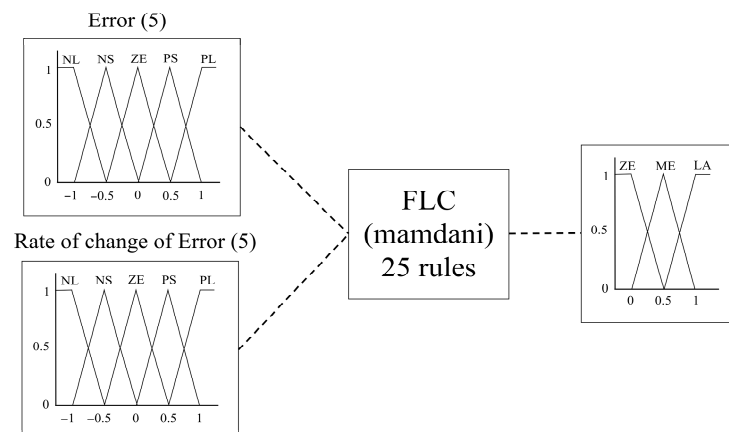 Error (5)
NL NS ZE PS PL
1
0.5
0
−1 −0.5 0 0.5 1
Rate of change of Error (5)
NL NS ZE PS PL
1
0.5
0
−1 −0.5 0 0.5 1
FLC
(mamdani)
25 rules
ZE ME LA
1
0.5
0
0 0.5 1